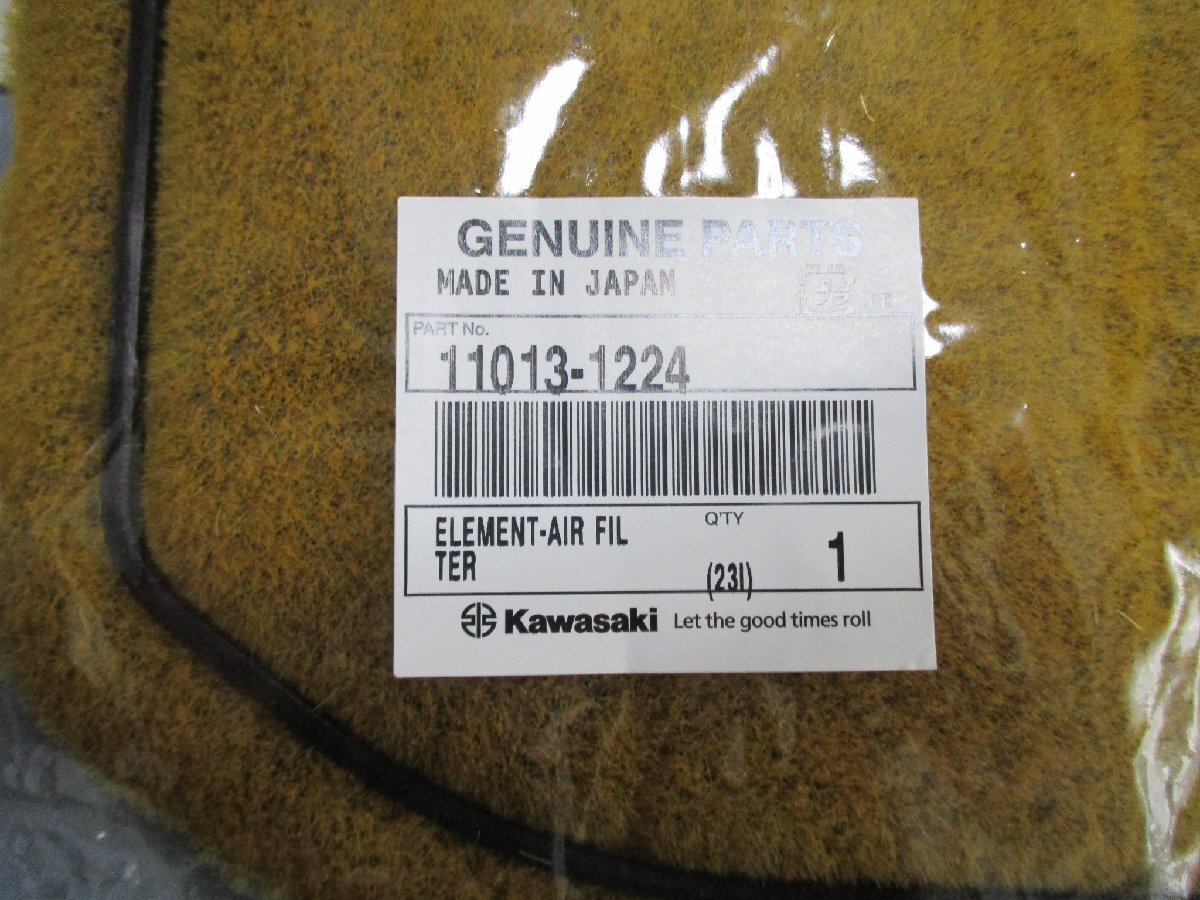 GENUINE PARTS
MADE IN JAPAN
PART No.
11013-1224
ELEMENT-AIR FIL
TER
Q'TY
(23I)
1
Kawasaki Let the good times roll